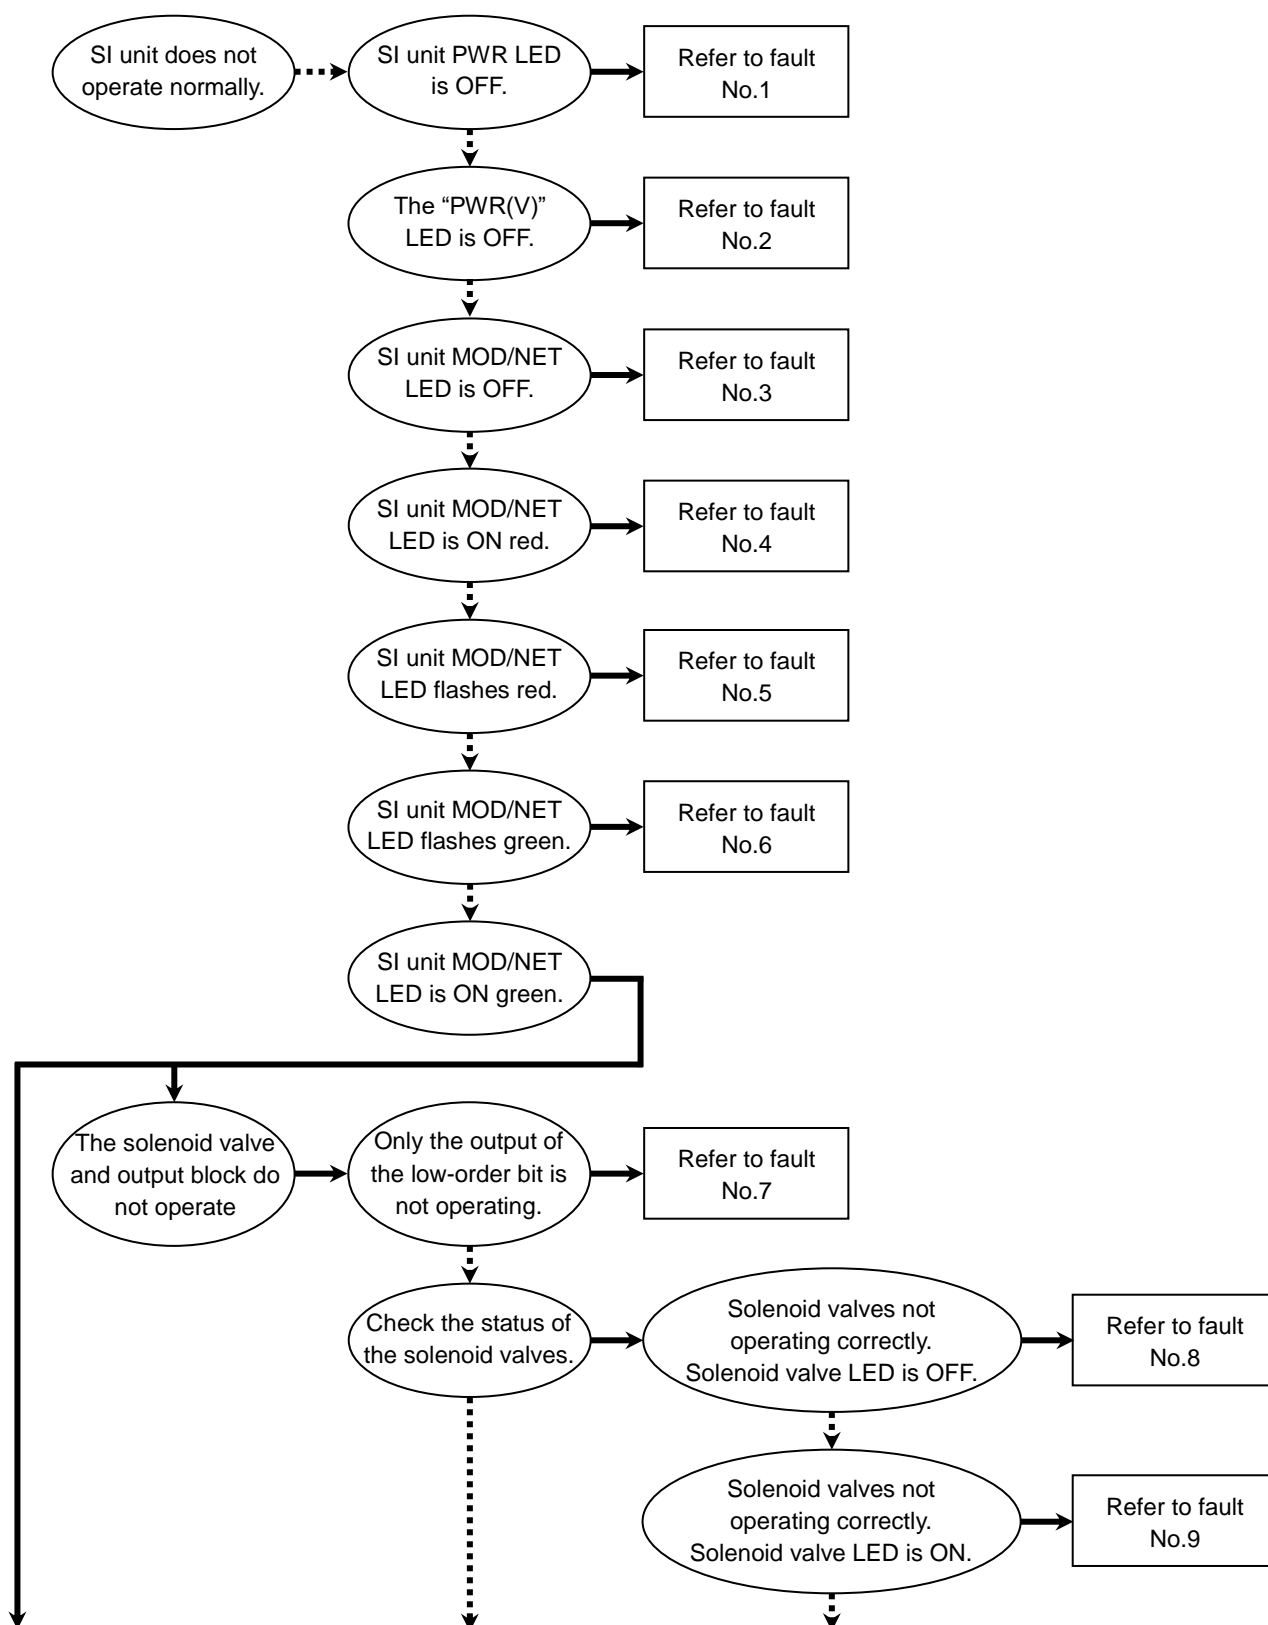 SI unit does not
operate normally.
SI unit PWR LED
is OFF.
Refer to fault
No.1
The “PWR(V)”
LED is OFF.
Refer to fault
No.2
SI unit MOD/NET
LED is OFF.
Refer to fault
No.3
SI unit MOD/NET
LED is ON red.
Refer to fault
No.4
SI unit MOD/NET
LED flashes red.
Refer to fault
No.5
SI unit MOD/NET
LED flashes green.
Refer to fault
No.6
SI unit MOD/NET
LED is ON green.
The solenoid valve
and output block do
not operate
Only the output of
the low-order bit is
not operating.
Refer to fault
No.7
Check the status of
the solenoid valves.
Solenoid valves not
operating correctly.
Solenoid valve LED is OFF.
Refer to fault
No.8
Solenoid valves not
operating correctly.
Solenoid valve LED is ON.
Refer to fault
No.9